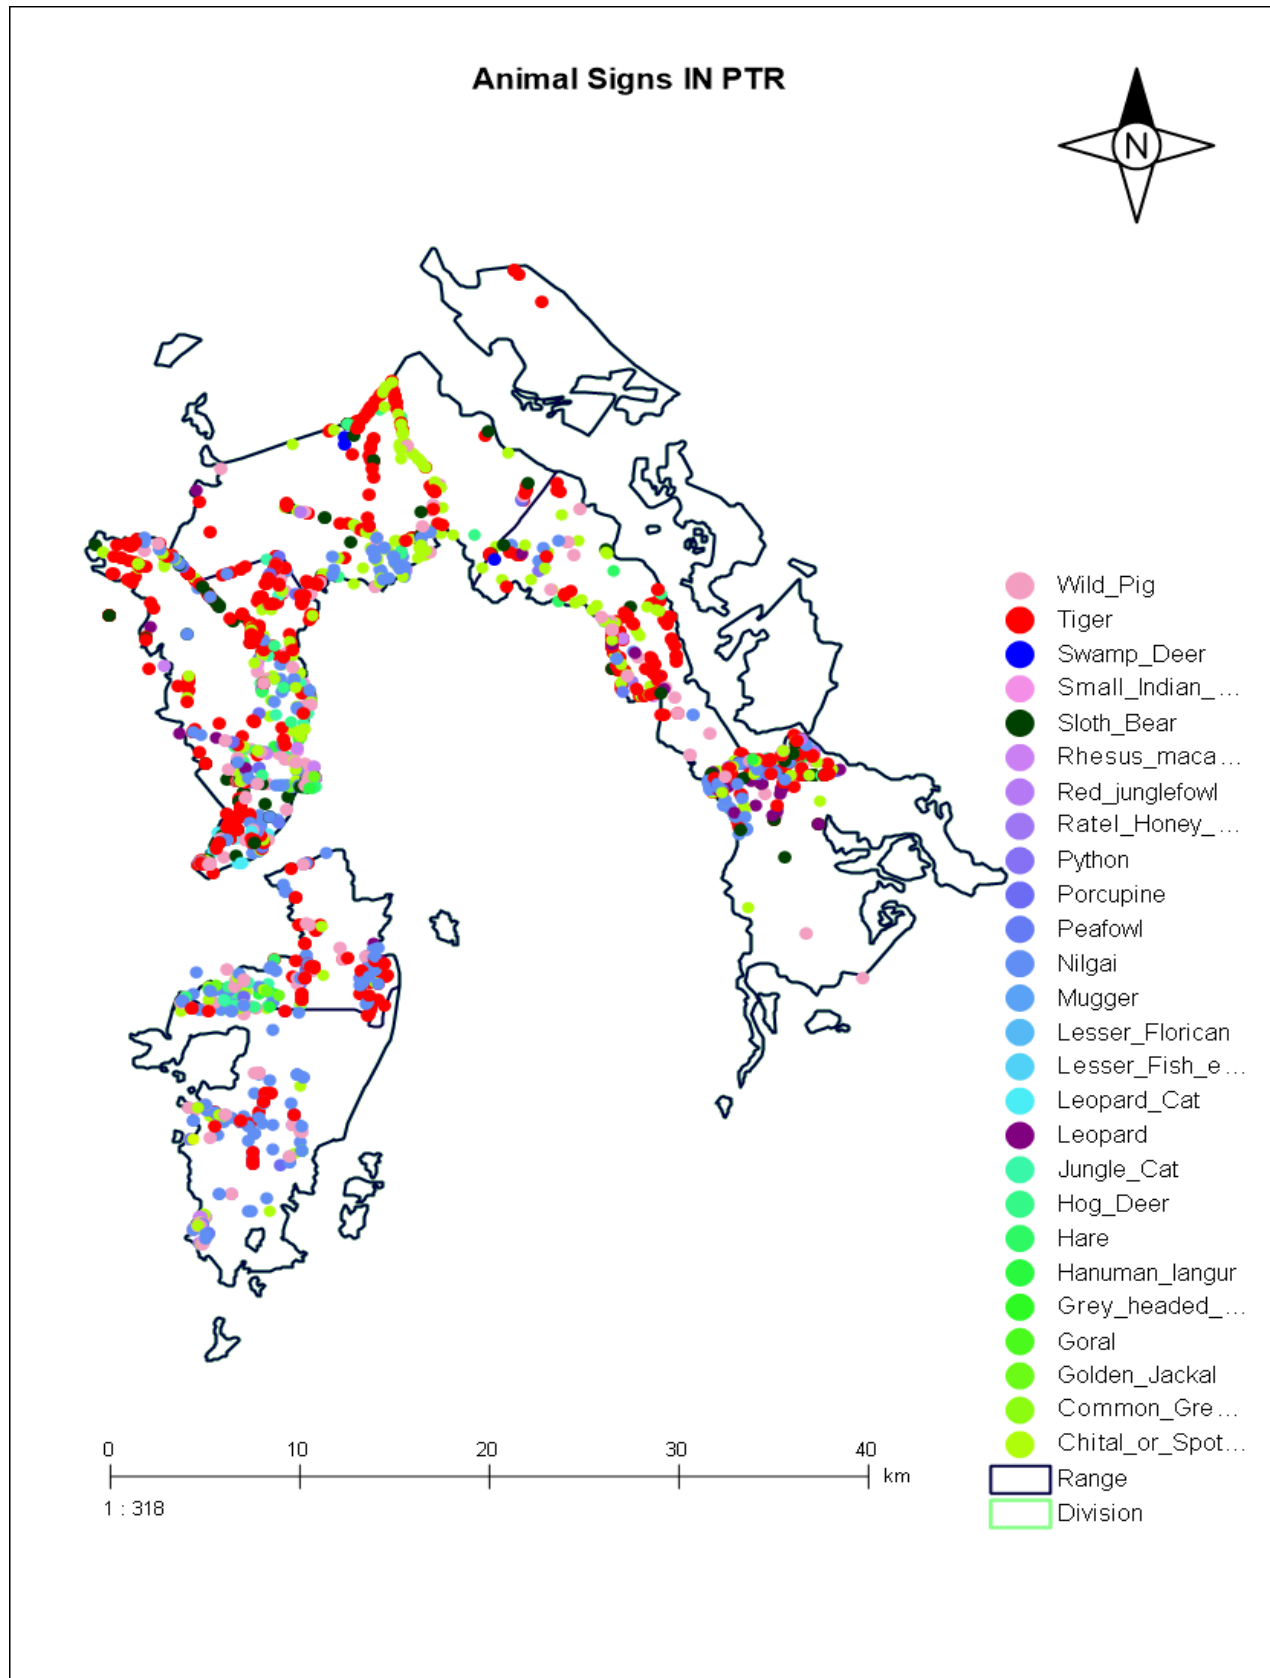 Animal Signs IN PTR
N
Wild_Pig
Tiger
Swamp_Deer
Small_Indian_...
Sloth_Bear
Rhesus_maca...
Red_junglefowl
Ratel_Honey_...
Python
Porcupine
Peafowl
Nilgai
Mugger
Lesser_Florican
Lesser_Fish_e...
Leopard_Cat
Leopard
Jungle_Cat
Hog_Deer
Hare
Hanuman_langur
Grey_headed_...
Goral
Golden_Jackal
Common_Gre...
Chital_or_Spot...
Range
Division
0 10 20 30 40
km
1 : 318